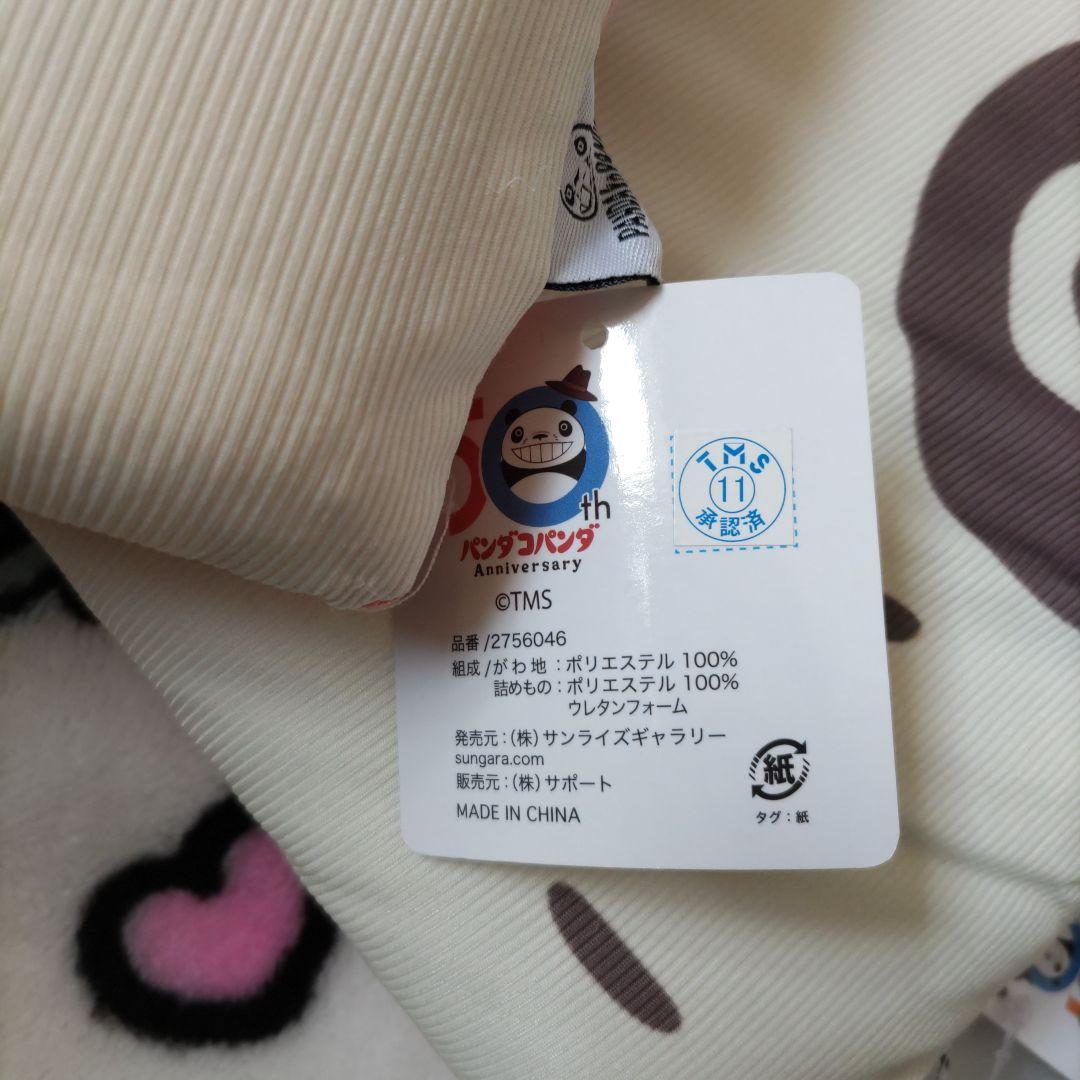 50th
パンダコパンダ
Anniversary
©TMS
TMS
11
承認済
品番/2756046
組成/がわ地：ポリエステル 100%
詰めもの：ポリエステル 100%
ウレタンフォーム
発売元：（株）サンライズギャラリー
sungara.com
販売元：（株）サポート
MADE IN CHINA
紙
タグ：紙